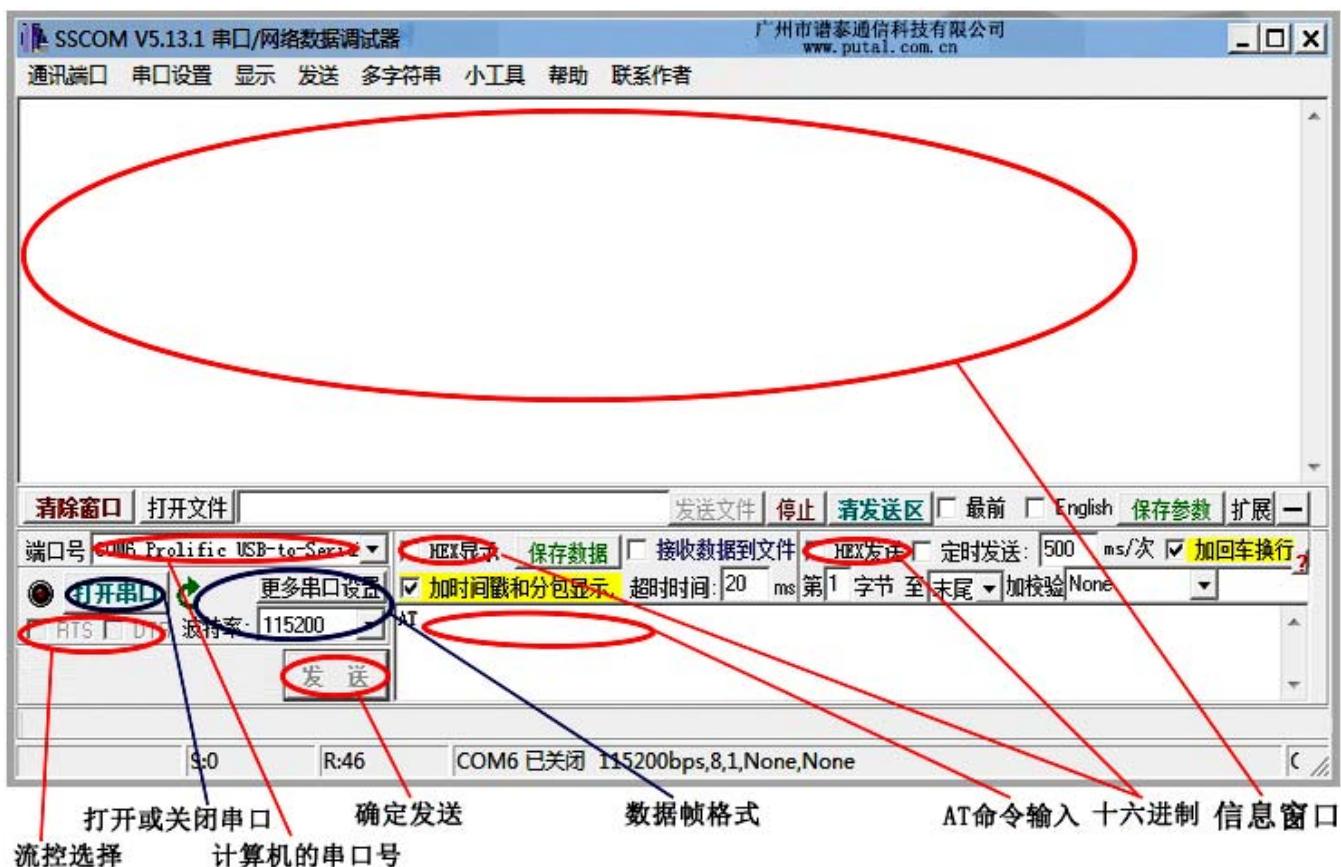 SSCOM V5.13.1 串口/网络数据调试器 广州市谱泰通信科技有限公司
www.putal.com.cn
通讯端口 串口设置 显示 发送 多字符串 小工具 帮助 联系作者
清除窗口 打开文件 发送文件 停止 清发送区 最前 English 保存参数 扩展 —
端口号 COM6 Prolific USB-to-Seria HEX显示 保存数据 接收数据到文件 HEX发送 定时发送: 500 ms/次 加回车换行 ?
打开串口 更多串口设置 加时间戳和分包显示, 超时时间: 20 ms 第 1 字节 至 末尾 加校验 None
RTS DTR 波特率: 115200 AT
发 送
S:0 R:46 COM6 已关闭 115200bps,8,1,None,None C
打开或关闭串口 确定发送 数据帧格式 AT命令输入 十六进制 信息窗口
流控选择 计算机的串口号